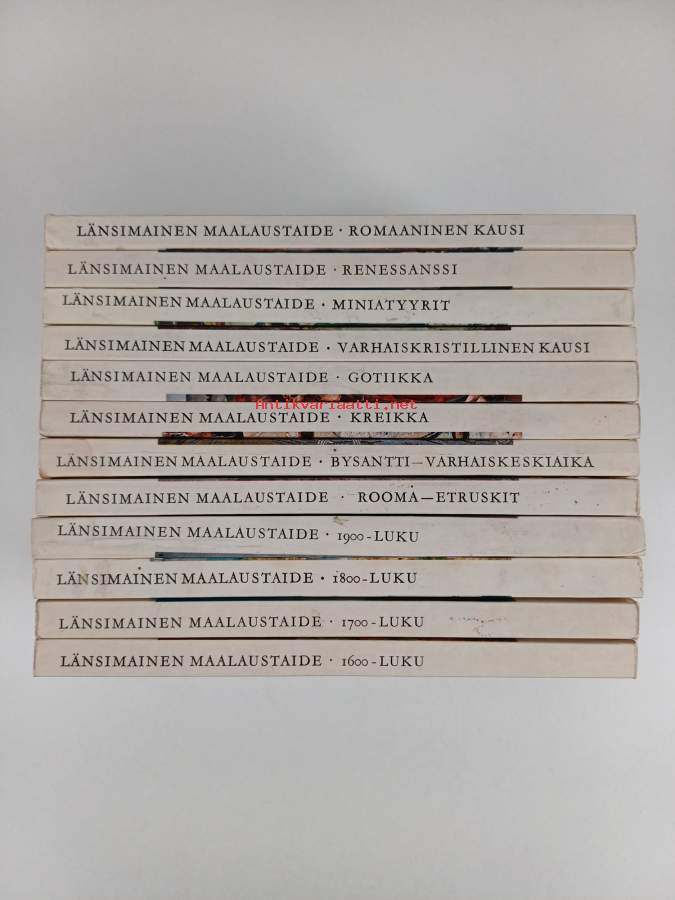 LÄNSIMAINEN MAALAUSTAIDE · ROMAANINEN KAUSI
LÄNSIMAINEN MAALAUSTAIDE · RENESSANSSI
LÄNSIMAINEN MAALAUSTAIDE · MINIATYYRIT
LÄNSIMAINEN MAALAUSTAIDE · VARHAISKRISTILLINEN KAUSI
LÄNSIMAINEN MAALAUSTAIDE · GOTIIKKA
Antikvariaatti.net
LÄNSIMAINEN MAALAUSTAIDE · KREIKKA
LÄNSIMAINEN MAALAUSTAIDE · BYSANTTI—VARHAISKESKIAIKA
LÄNSIMAINEN MAALAUSTAIDE · ROOMA—ETRUSKIT
LÄNSIMAINEN MAALAUSTAIDE · 1900-LUKU
LÄNSIMAINEN MAALAUSTAIDE · 1800-LUKU
LÄNSIMAINEN MAALAUSTAIDE · 1700-LUKU
LÄNSIMAINEN MAALAUSTAIDE · 1600-LUKU